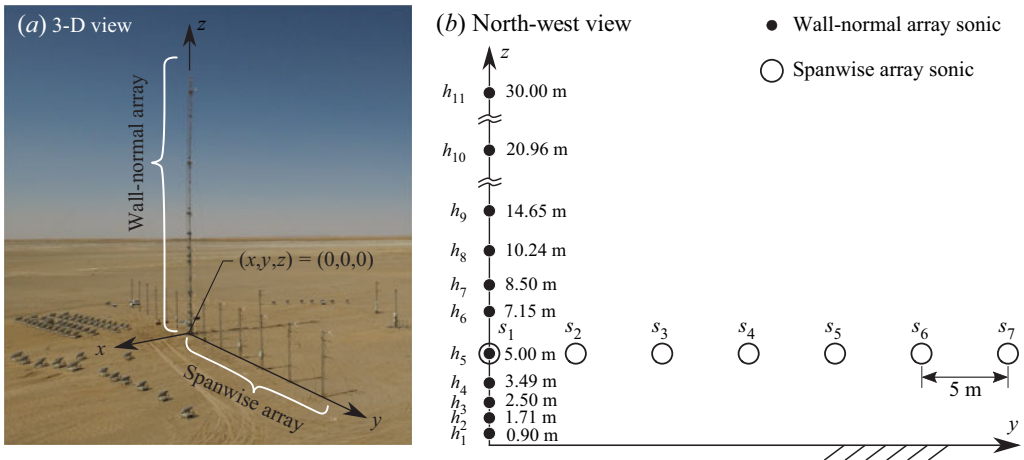 (a) 3-D view
z
Wall-normal array
(x,y,z) = (0,0,0)
x
Spanwise array
y
(b) North-west view
Wall-normal array sonic
Spanwise array sonic
z
h₁₁ 30.00 m
h₁₀ 20.96 m
h₉ 14.65 m
h₈ 10.24 m
h₇ 8.50 m
h₆ 7.15 m
s₁ s₂ s₃ s₄ s₅ s₆ s₇
h₅ 5.00 m
h₄ 3.49 m
5 m
h₃ 2.50 m
h₂ 1.71 m
h₁ 0.90 m
y